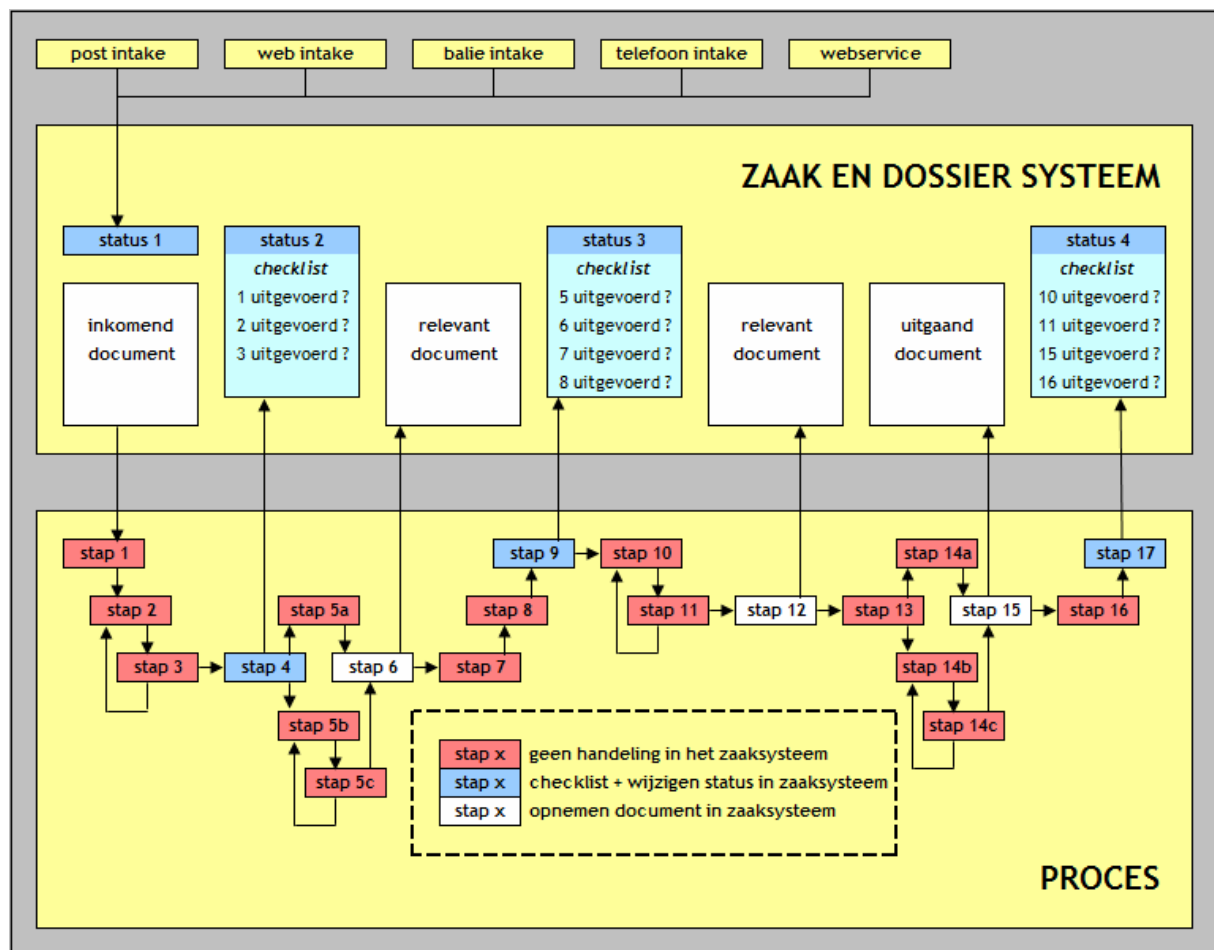 post intake
web intake
balie intake
telefoon intake
webservice
ZAAK EN DOSSIER SYSTEEM
status 1
inkomend
document
status 2
checklist
1 uitgevoerd ?
2 uitgevoerd ?
3 uitgevoerd ?
relevant
document
status 3
checklist
5 uitgevoerd ?
6 uitgevoerd ?
7 uitgevoerd ?
8 uitgevoerd ?
relevant
document
uitgaand
document
status 4
checklist
10 uitgevoerd ?
11 uitgevoerd ?
15 uitgevoerd ?
16 uitgevoerd ?
stap 1
stap 2
stap 3
stap 4
stap 5a
stap 5b
stap 5c
stap 6
stap 7
stap 8
stap 9
stap 10
stap 11
stap 12
stap 13
stap 14a
stap 14b
stap 14c
stap 15
stap 16
stap 17
stap x geen handeling in het zaaksysteem
stap x checklist + wijzigen status in zaaksysteem
stap x opnemen document in zaaksysteem
PROCES